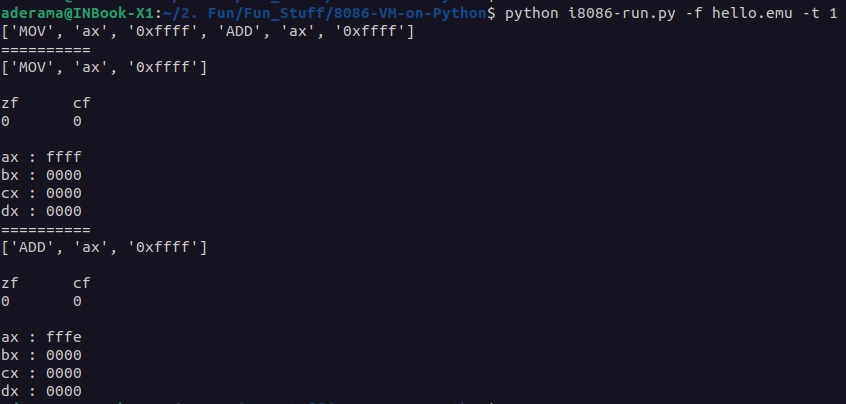 aderama@INBook-X1:~/2. Fun/Fun_Stuff/8086-VM-on-Python$ python i8086-run.py -f hello.emu -t 1
['MOV', 'ax', '0xffff', 'ADD', 'ax', '0xffff']
==========
['MOV', 'ax', '0xffff']
zf      cf
0       0
ax : ffff
bx : 0000
cx : 0000
dx : 0000
==========
['ADD', 'ax', '0xffff']
zf      cf
0       0
ax : fffe
bx : 0000
cx : 0000
dx : 0000